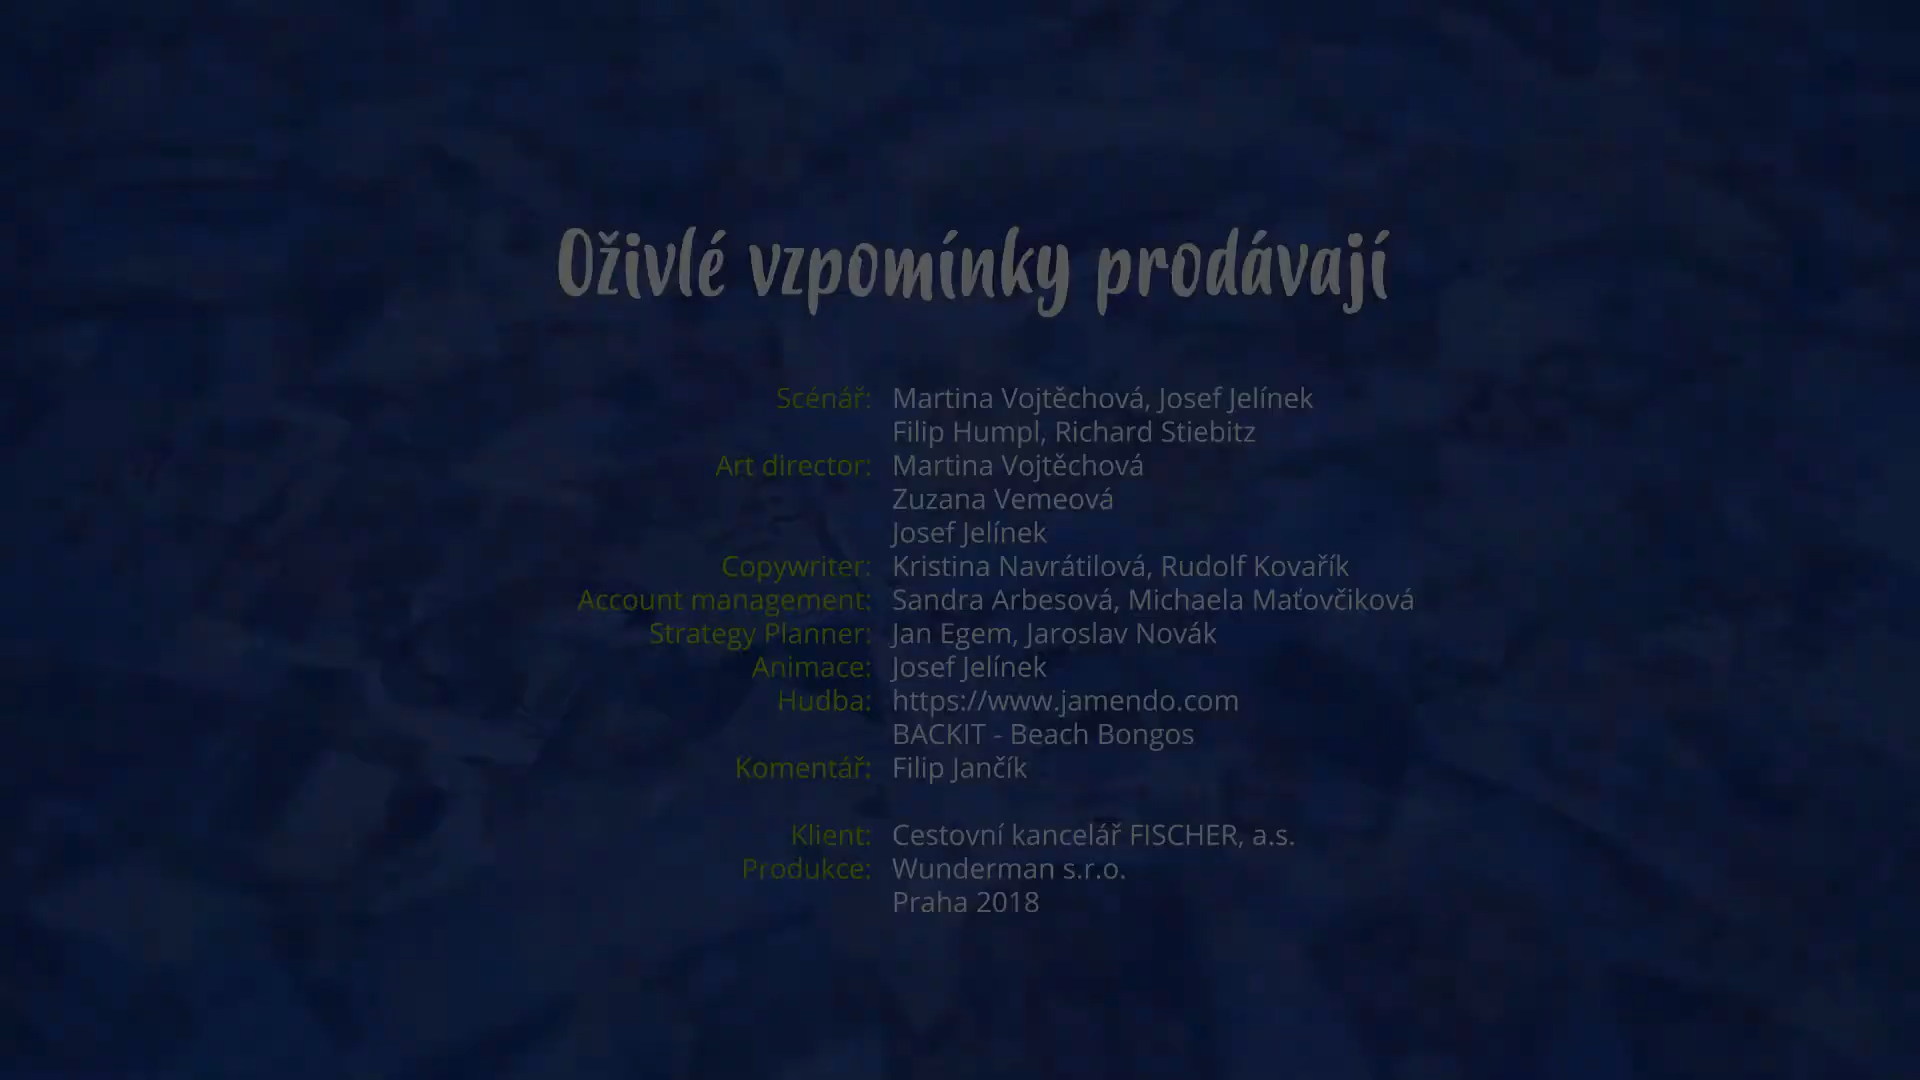 Oživlé vzpomínky prodávají
Scénář: Martina Vojtěchová, Josef Jelínek
Filip Humpl, Richard Stiebitz
Art director: Martina Vojtěchová
Zuzana Vemeová
Josef Jelínek
Copywriter: Kristina Navrátilová, Rudolf Kovařík
Account management: Sandra Arbesová, Michaela Maťovčiková
Strategy Planner: Jan Egem, Jaroslav Novák
Animace: Josef Jelínek
Hudba: https://www.jamendo.com
BACKIT - Beach Bongos
Komentář: Filip Jančík
Klient: Cestovní kancelář FISCHER, a.s.
Produkce: Wunderman s.r.o.
Praha 2018